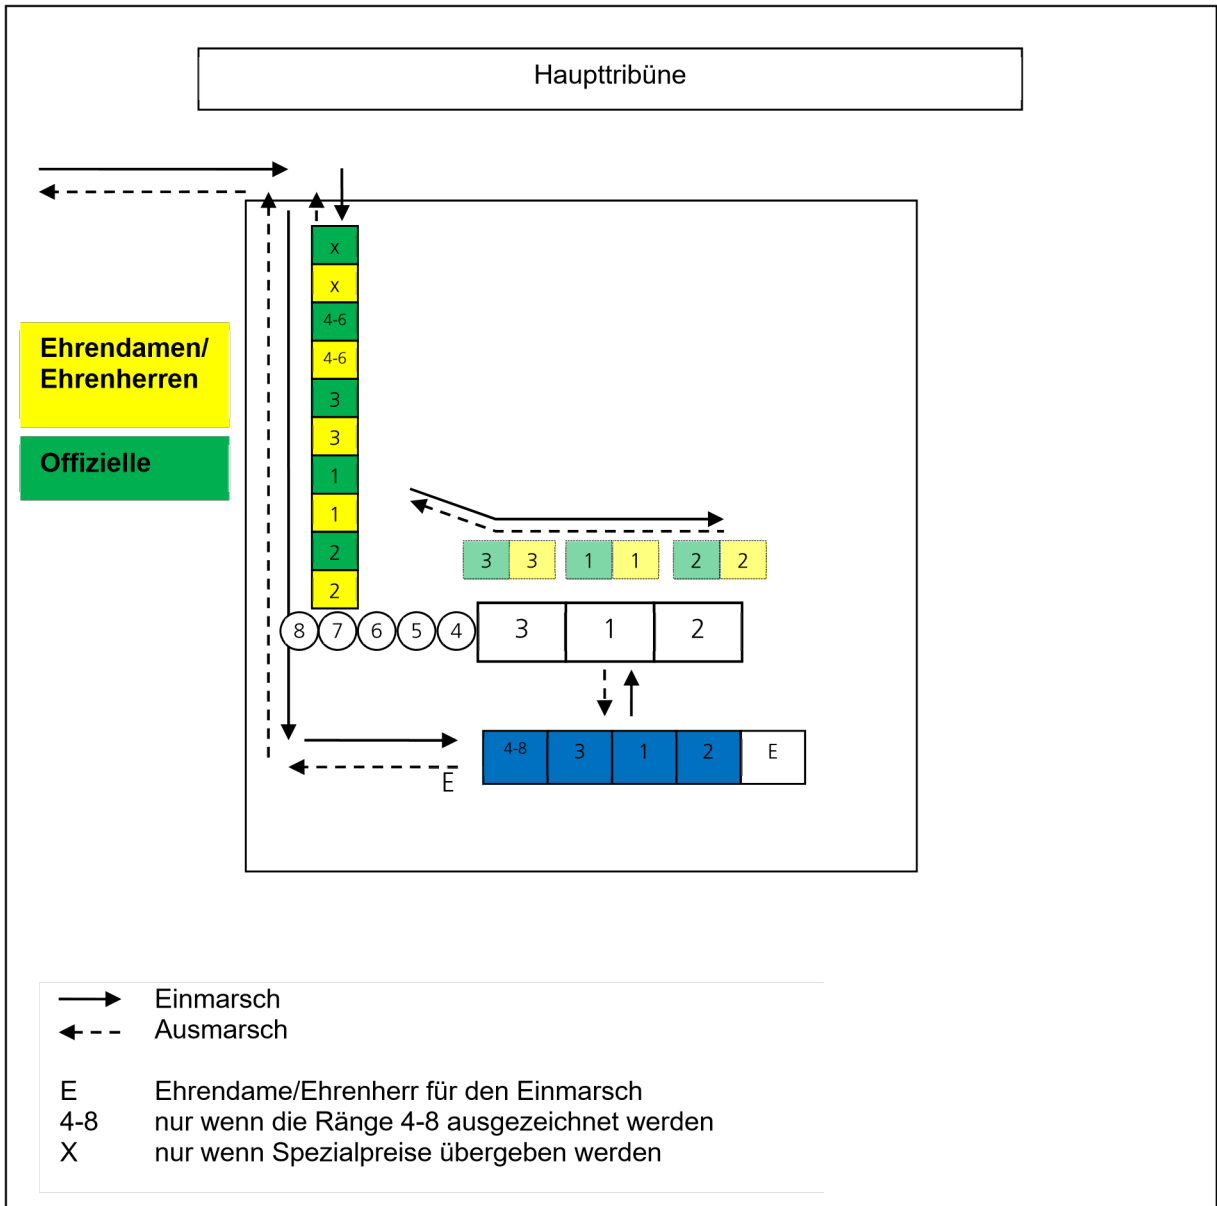 Haupttribüne
x
x
4-6
4-6
3
3
1
1
2
2
Ehrendamen/
Ehrenherren
Offizielle
3 3 1 1 2 2
8 7 6 5 4 3 1 2
4-8 3 1 2 E
E
Einmarsch
Ausmarsch
E Ehrendame/Ehrenherr für den Einmarsch
4-8 nur wenn die Ränge 4-8 ausgezeichnet werden
X nur wenn Spezialpreise übergeben werden